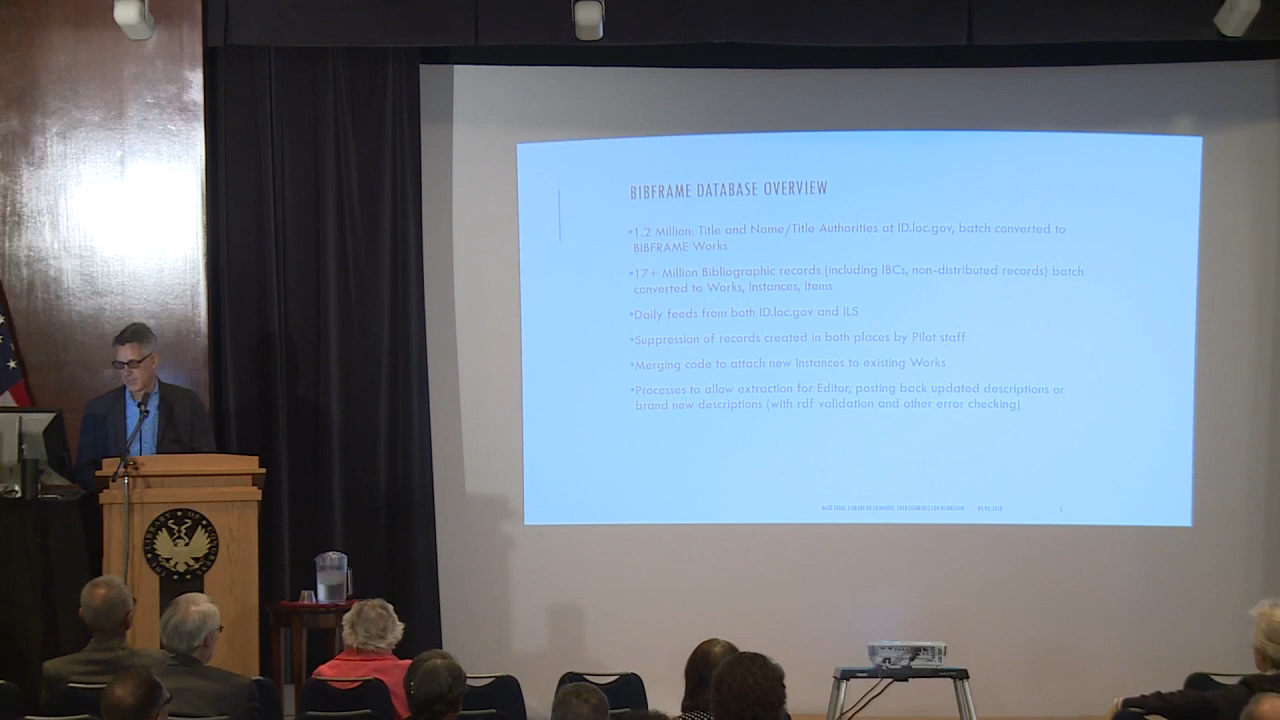 BIBFRAME DATABASE OVERVIEW
▪1.2 Million: Title and Name/Title Authorities at ID.loc.gov, batch converted to
BIBFRAME Works
▪17+ Million Bibliographic records (including IBCs, non-distributed records) batch
converted to Works, Instances, Items
▪Daily feeds from both ID.loc.gov and ILS
▪Suppression of records created in both places by Pilot staff
▪Merging code to attach new Instances to existing Works
▪Processes to allow extraction for Editor, posting back updated descriptions or
brand new descriptions (with rdf validation and other error checking)
THE LIBRARY OF CONGRESS